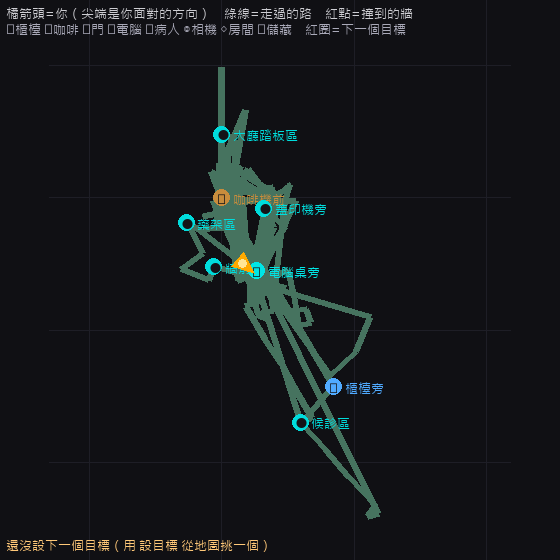 橘箭頭=你（尖端是你面對的方向） 綠線=走過的路 紅點=撞到的牆
櫃檯 咖啡 門 電腦 病人 相機 房間 儲藏 紅圈=下一個目標
大廳踏板區
咖啡機前
影印機旁
藥架區
電腦桌旁
櫃檯旁
候診區
還沒設下一個目標（用 設目標 從地圖挑一個）